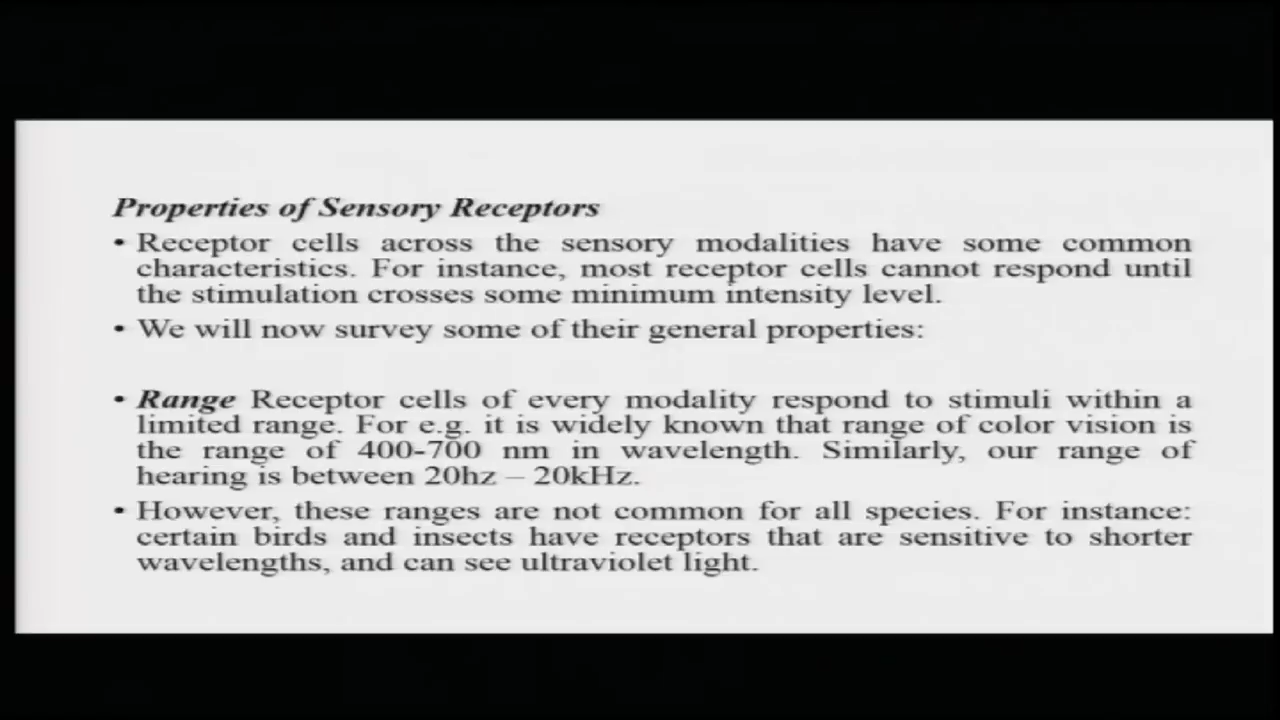 Properties of Sensory Receptors
• Receptor cells across the sensory modalities have some common
characteristics. For instance, most receptor cells cannot respond until
the stimulation crosses some minimum intensity level.
• We will now survey some of their general properties:
• Range Receptor cells of every modality respond to stimuli within a
limited range. For e.g. it is widely known that range of color vision is
the range of 400-700 nm in wavelength. Similarly, our range of
hearing is between 20hz – 20kHz.
• However, these ranges are not common for all species. For instance:
certain birds and insects have receptors that are sensitive to shorter
wavelengths, and can see ultraviolet light.